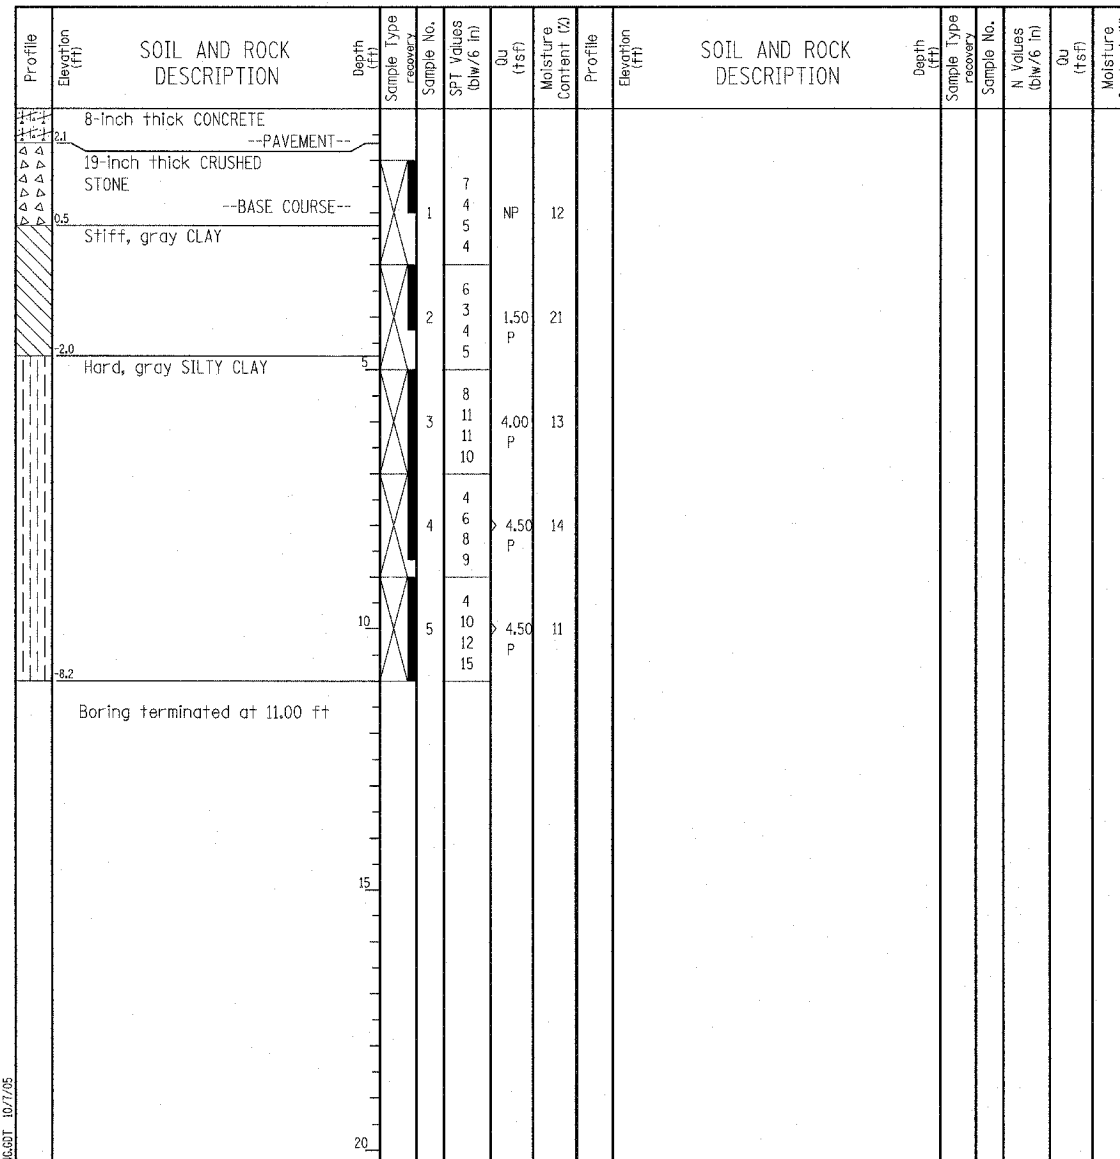 Profile
Elevation (ft)
SOIL AND ROCK
DESCRIPTION
Depth (ft)
Sample Type
recovery
Sample No.
SPT Values
(blw/6 in)
Qu
(tsf)
Moisture
Content (%)
Profile
Elevation (ft)
SOIL AND ROCK
DESCRIPTION
Depth (ft)
Sample Type
recovery
Sample No.
N Values
(blw/6 in)
Qu
(tsf)
Moisture
8-inch thick CONCRETE
2.1
--PAVEMENT--
19-inch thick CRUSHED
STONE
--BASE COURSE--
0.5
7
4
5
4
1
NP
12
Stiff, gray CLAY
6
3
4
5
2
1.50
P
21
-2.0
5
Hard, gray SILTY CLAY
8
11
11
10
3
4.00
P
13
4
6
8
9
4
> 4.50
P
14
10
4
10
12
15
5
> 4.50
P
11
-8.2
Boring terminated at 11.00 ft
15
20
10/7/05